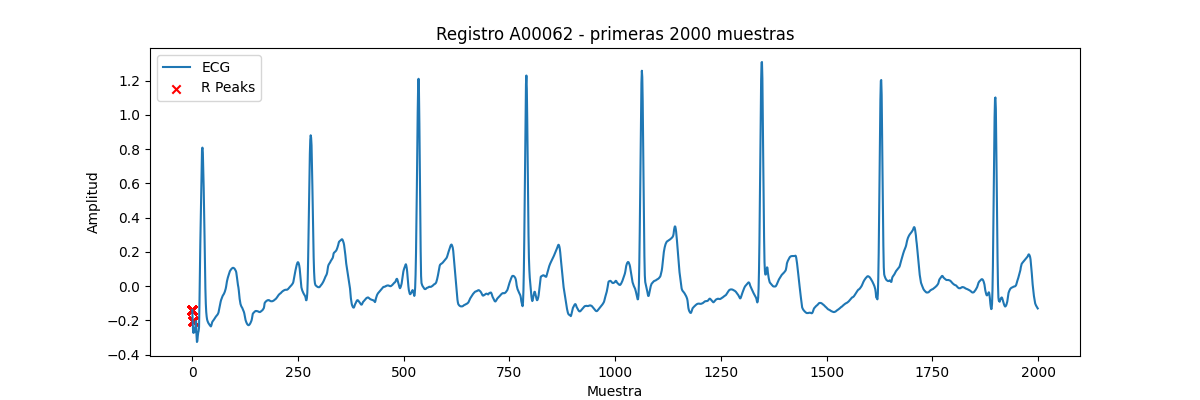 Registro A00062 - primeras 2000 muestras
ECG
R Peaks
Amplitud
1.2
1.0
0.8
0.6
0.4
0.2
0.0
−0.2
−0.4
0 250 500 750 1000 1250 1500 1750 2000
Muestra